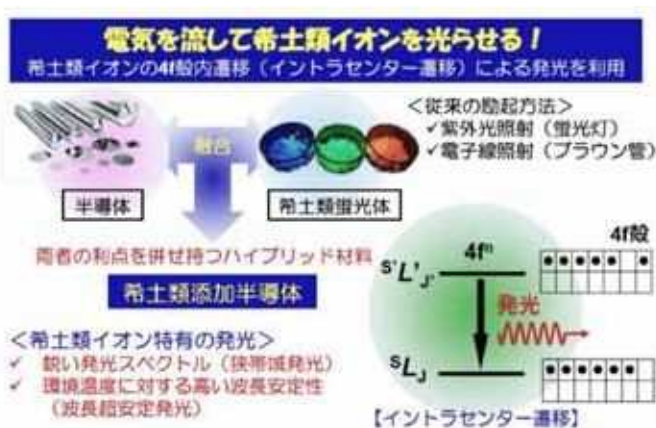 電気を流して希土類イオンを光らせる!
希土類イオンの4f殻内遷移（イントラセンター遷移）による発光を利用
融合
半導体
希土類蛍光体
＜従来の励起方法＞
✓紫外光照射（蛍光灯）
✓電子線照射（ブラウン管）
両者の利点を併せ持つハイブリッド材料
希土類添加半導体
＜希土類イオン特有の発光＞
✓ 鋭い発光スペクトル（狭帯域発光）
✓ 環境温度に対する高い波長安定性
（波長超安定発光）
4f殻
4fⁿ
S'L'J'
発光
SLJ
【イントラセンター遷移】